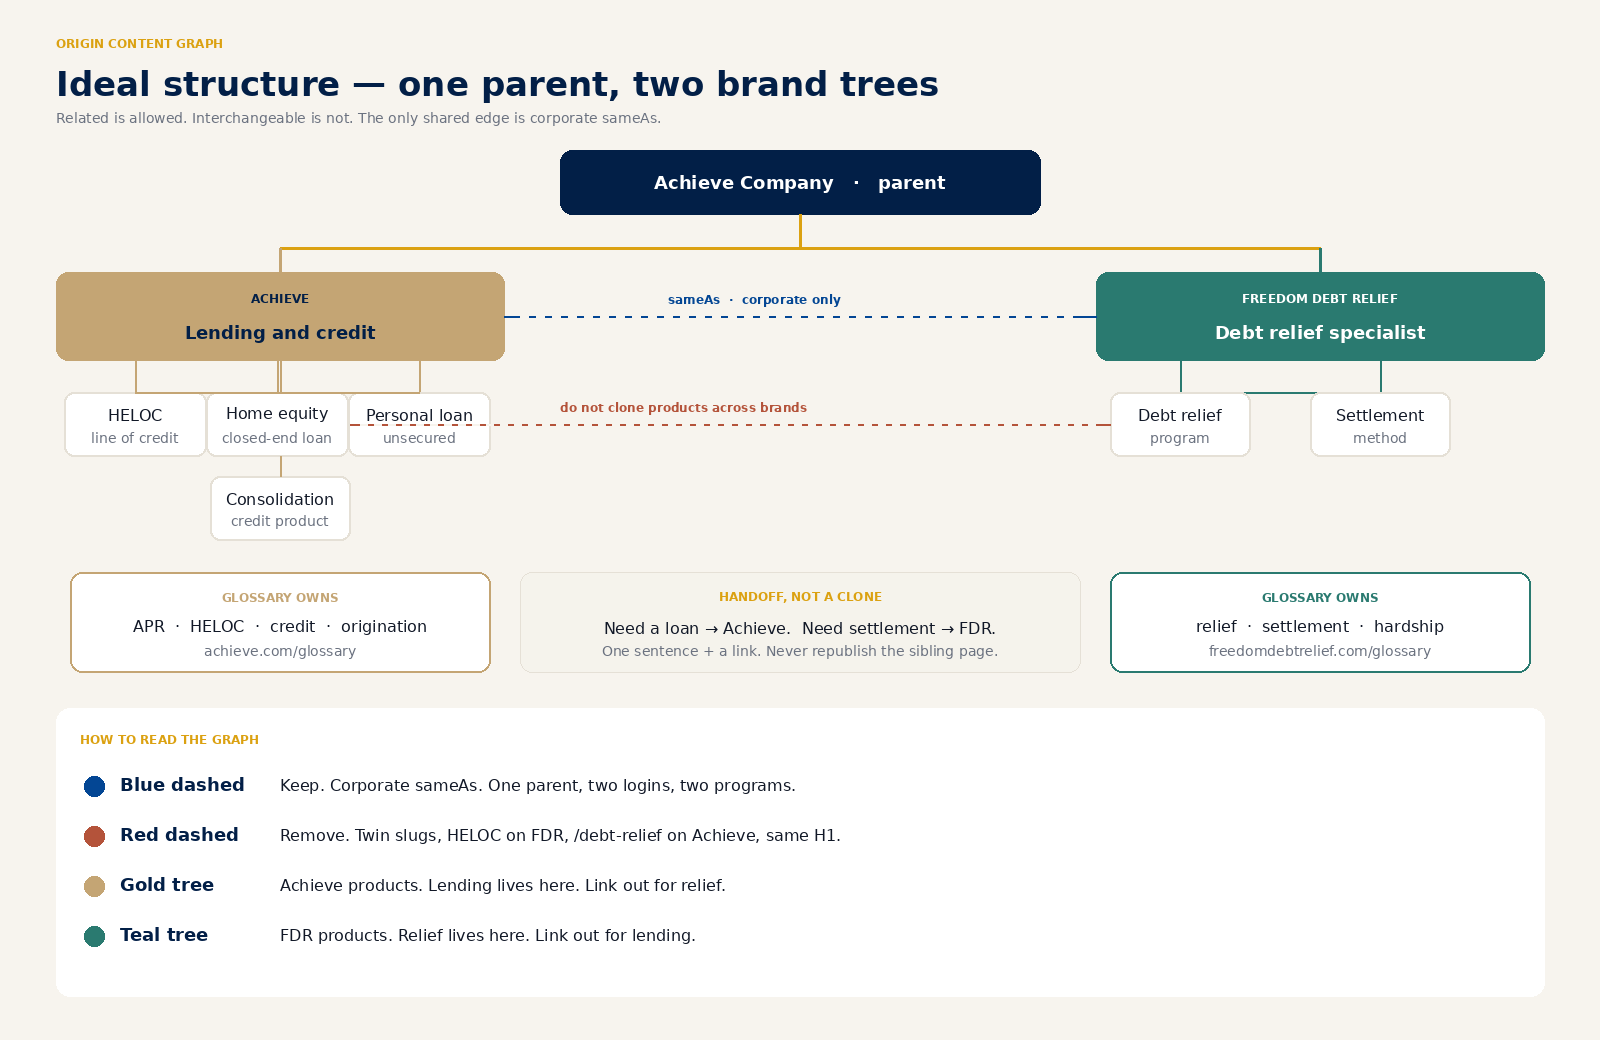 ORIGIN CONTENT GRAPH
Ideal structure — one parent, two brand trees
Related is allowed. Interchangeable is not. The only shared edge is corporate sameAs.
Achieve Company · parent
ACHIEVE
Lending and credit
sameAs · corporate only
FREEDOM DEBT RELIEF
Debt relief specialist
HELOC
line of credit
Home equity
closed-end loan
Personal loan
unsecured
do not clone products across brands
Debt relief
program
Settlement
method
Consolidation
credit product
GLOSSARY OWNS
APR · HELOC · credit · origination
achieve.com/glossary
HANDOFF, NOT A CLONE
Need a loan → Achieve. Need settlement → FDR.
One sentence + a link. Never republish the sibling page.
GLOSSARY OWNS
relief · settlement · hardship
freedomdebtrelief.com/glossary
HOW TO READ THE GRAPH
Blue dashed Keep. Corporate sameAs. One parent, two logins, two programs.
Red dashed Remove. Twin slugs, HELOC on FDR, /debt-relief on Achieve, same H1.
Gold tree Achieve products. Lending lives here. Link out for relief.
Teal tree FDR products. Relief lives here. Link out for lending.